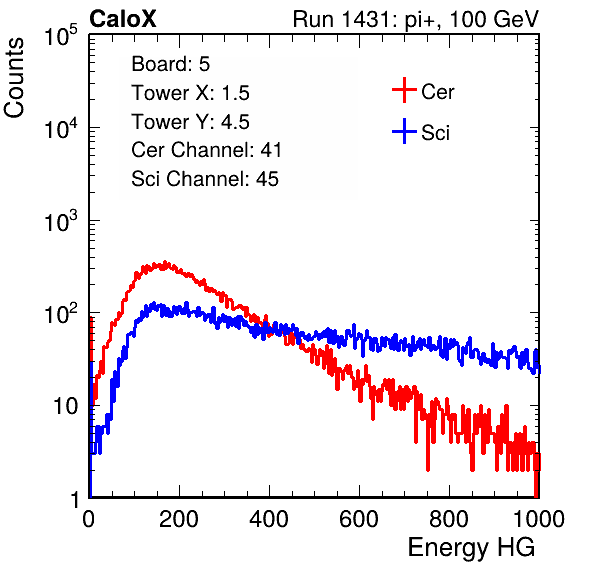 CaloX Run 1431: pi+, 100 GeV
Counts
10^5
10^4
10^3
10^2
10
1
Board: 5
Tower X: 1.5
Tower Y: 4.5
Cer Channel: 41
Sci Channel: 45
Cer
Sci
0 200 400 600 800 1000
Energy HG